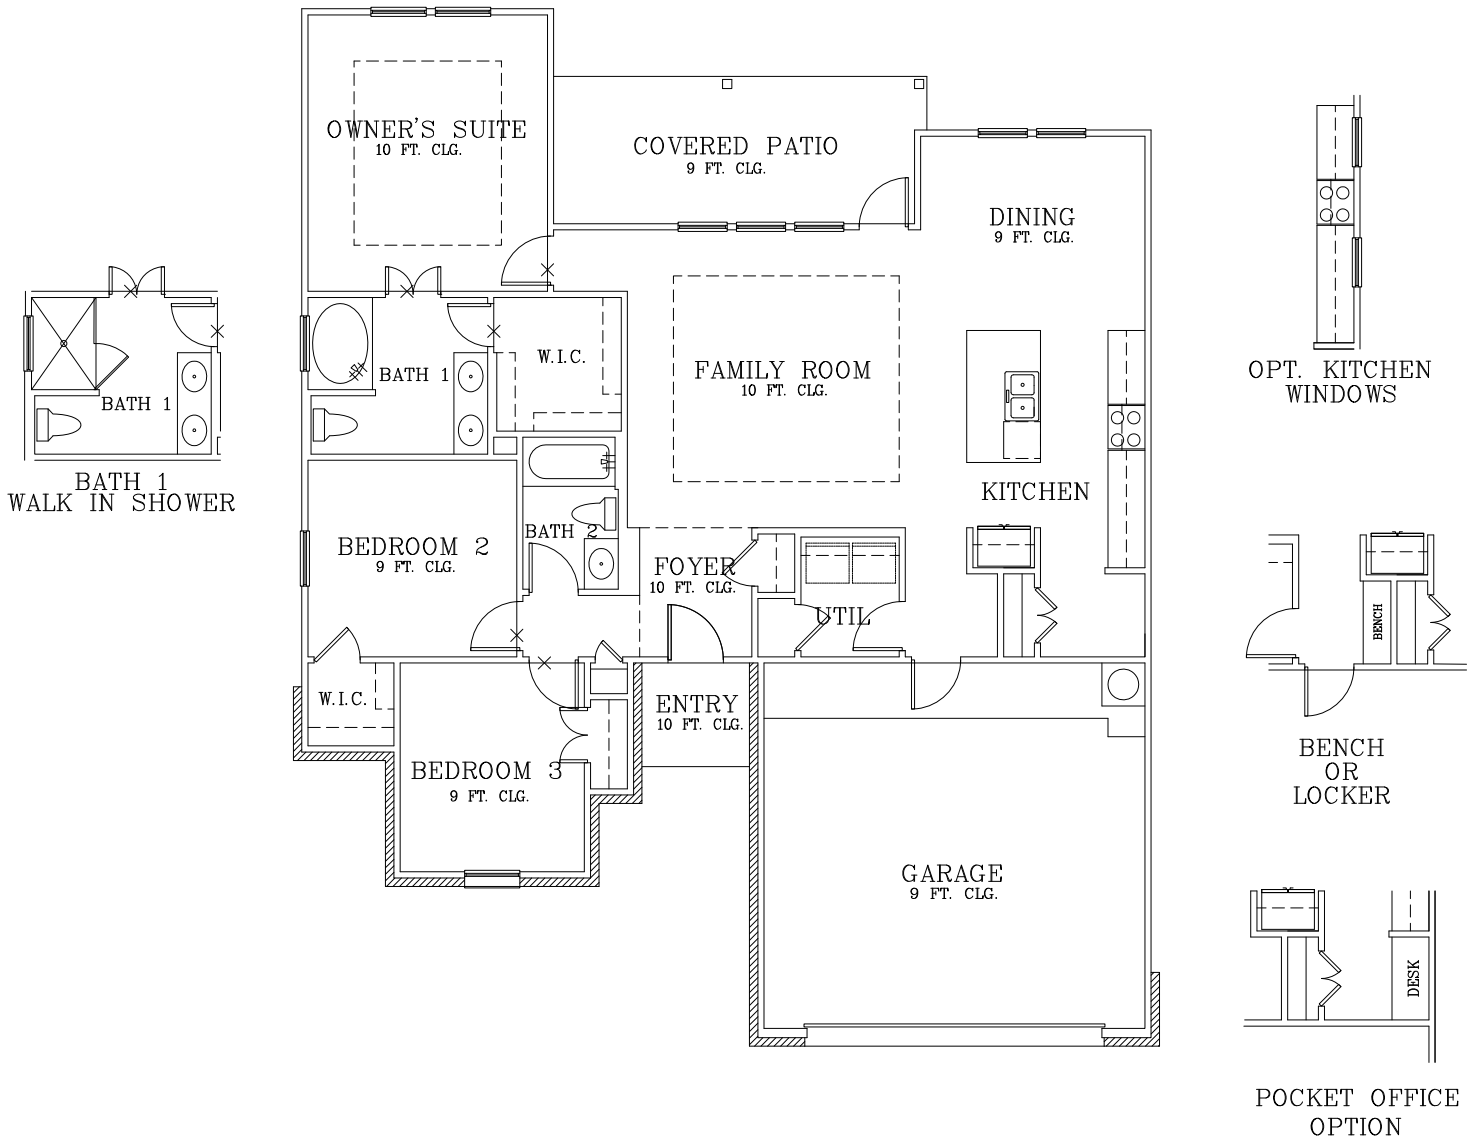 OWNER'S SUITE
10 FT. CLG.
COVERED PATIO
9 FT. CLG.
DINING
9 FT. CLG.
W.I.C.
BATH 1
FAMILY ROOM
10 FT. CLG.
OPT. KITCHEN
WINDOWS
BATH 1
BATH 1
WALK IN SHOWER
KITCHEN
BATH 2
BEDROOM 2
9 FT. CLG.
FOYER
10 FT. CLG.
UTIL
BENCH
W.I.C.
ENTRY
10 FT. CLG.
BENCH
OR
LOCKER
BEDROOM 3
9 FT. CLG.
GARAGE
9 FT. CLG.
DESK
POCKET OFFICE
OPTION